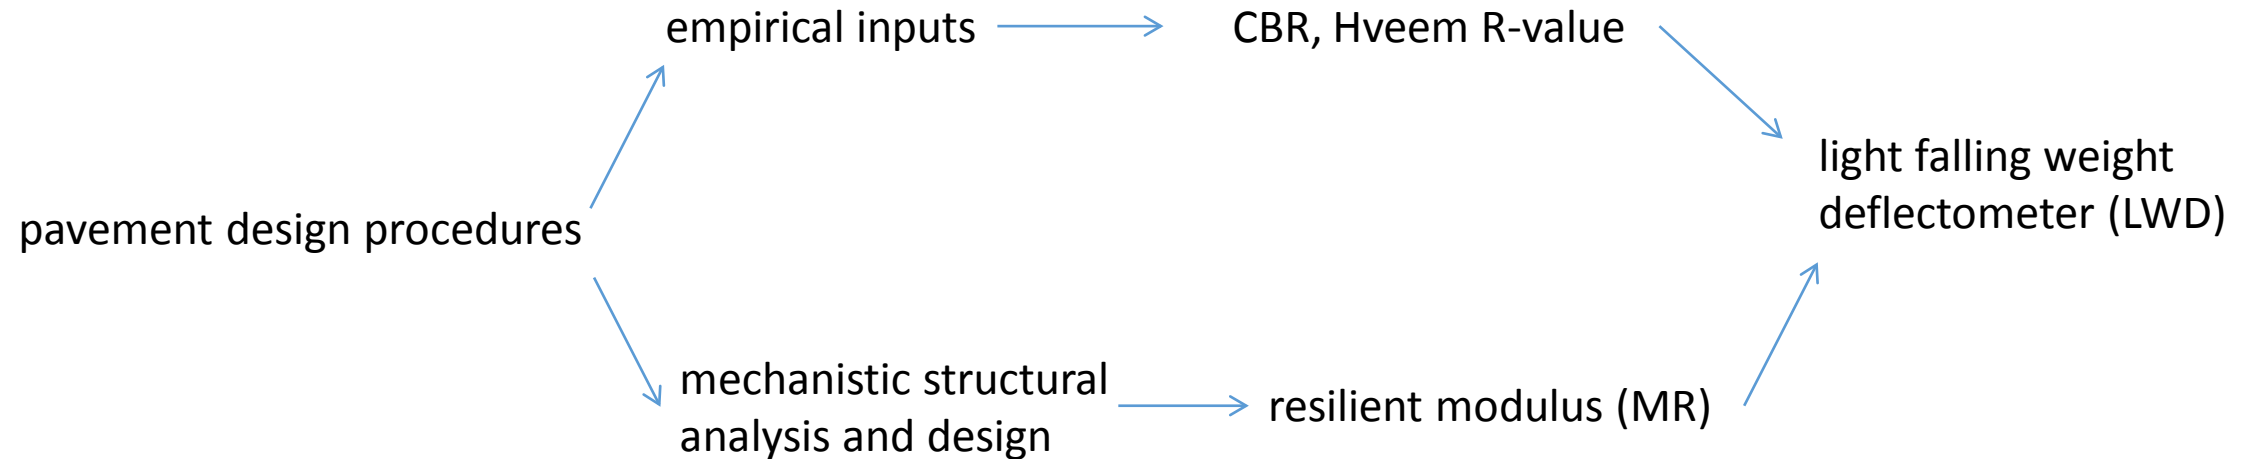 empirical inputs
CBR, Hveem R-value
light falling weight
deflectometer (LWD)
pavement design procedures
mechanistic structural
analysis and design
resilient modulus (MR)